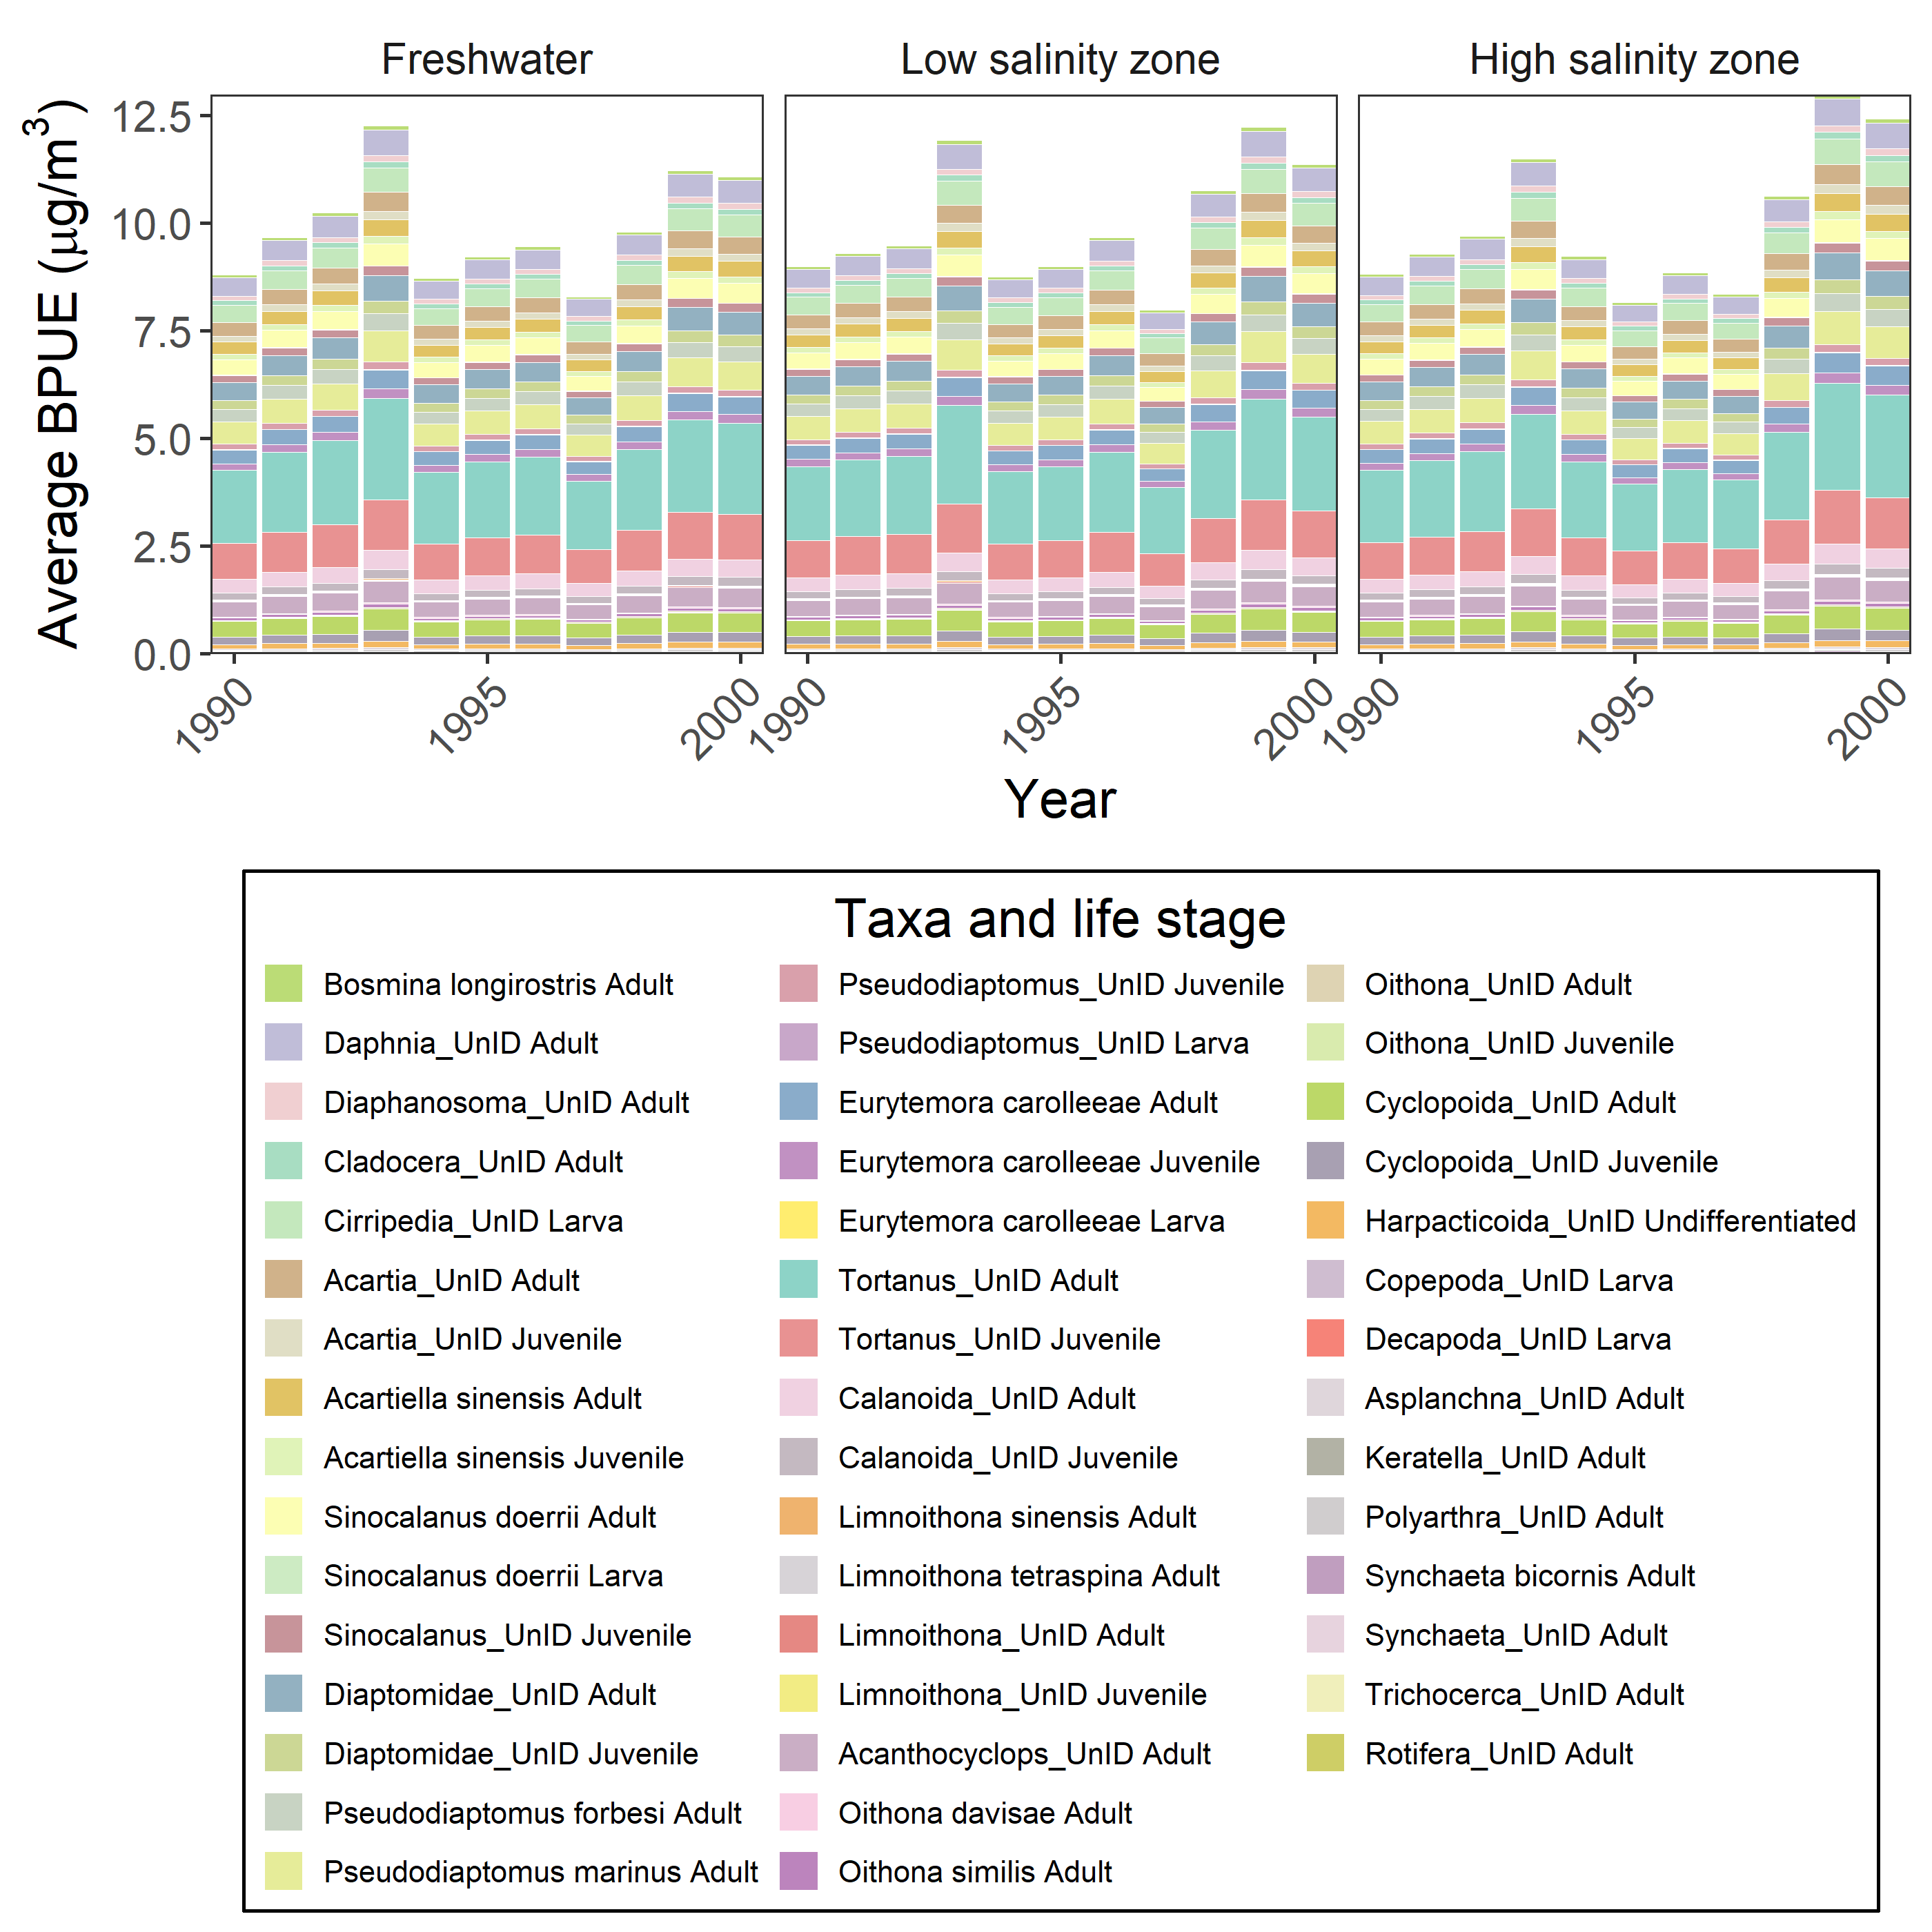 Freshwater Low salinity zone High salinity zone
Average BPUE (µg/m³)
12.5
10.0
7.5
5.0
2.5
0.0
1990 1995 2000 1990 1995 2000 1990 1995 2000
Year
Taxa and life stage
Bosmina longirostris Adult
Daphnia_UnID Adult
Diaphanosoma_UnID Adult
Cladocera_UnID Adult
Cirripedia_UnID Larva
Acartia_UnID Adult
Acartia_UnID Juvenile
Acartiella sinensis Adult
Acartiella sinensis Juvenile
Sinocalanus doerrii Adult
Sinocalanus doerrii Larva
Sinocalanus_UnID Juvenile
Diaptomidae_UnID Adult
Diaptomidae_UnID Juvenile
Pseudodiaptomus forbesi Adult
Pseudodiaptomus marinus Adult
Pseudodiaptomus_UnID Juvenile
Pseudodiaptomus_UnID Larva
Eurytemora carolleeae Adult
Eurytemora carolleeae Juvenile
Eurytemora carolleeae Larva
Tortanus_UnID Adult
Tortanus_UnID Juvenile
Calanoida_UnID Adult
Calanoida_UnID Juvenile
Limnoithona sinensis Adult
Limnoithona tetraspina Adult
Limnoithona_UnID Adult
Limnoithona_UnID Juvenile
Acanthocyclops_UnID Adult
Oithona davisae Adult
Oithona similis Adult
Oithona_UnID Adult
Oithona_UnID Juvenile
Cyclopoida_UnID Adult
Cyclopoida_UnID Juvenile
Harpacticoida_UnID Undifferentiated
Copepoda_UnID Larva
Decapoda_UnID Larva
Asplanchna_UnID Adult
Keratella_UnID Adult
Polyarthra_UnID Adult
Synchaeta bicornis Adult
Synchaeta_UnID Adult
Trichocerca_UnID Adult
Rotifera_UnID Adult